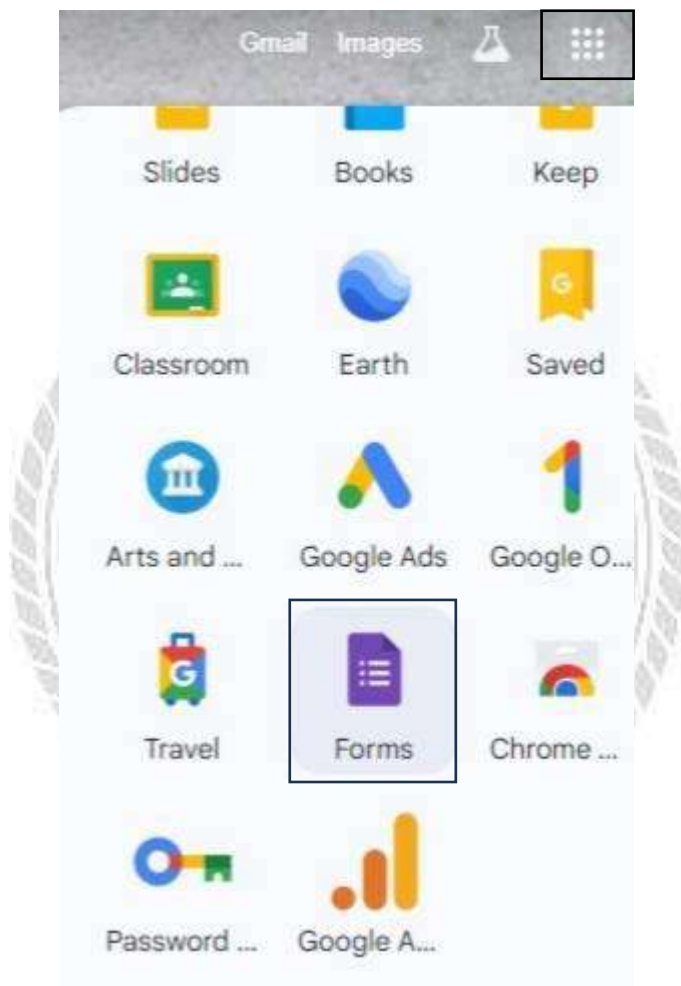 Gmail Images
Slides Books Keep
Classroom Earth Saved
G
Arts and ... Google Ads Google O...
G
Travel Forms Chrome ...
Password ... Google A...